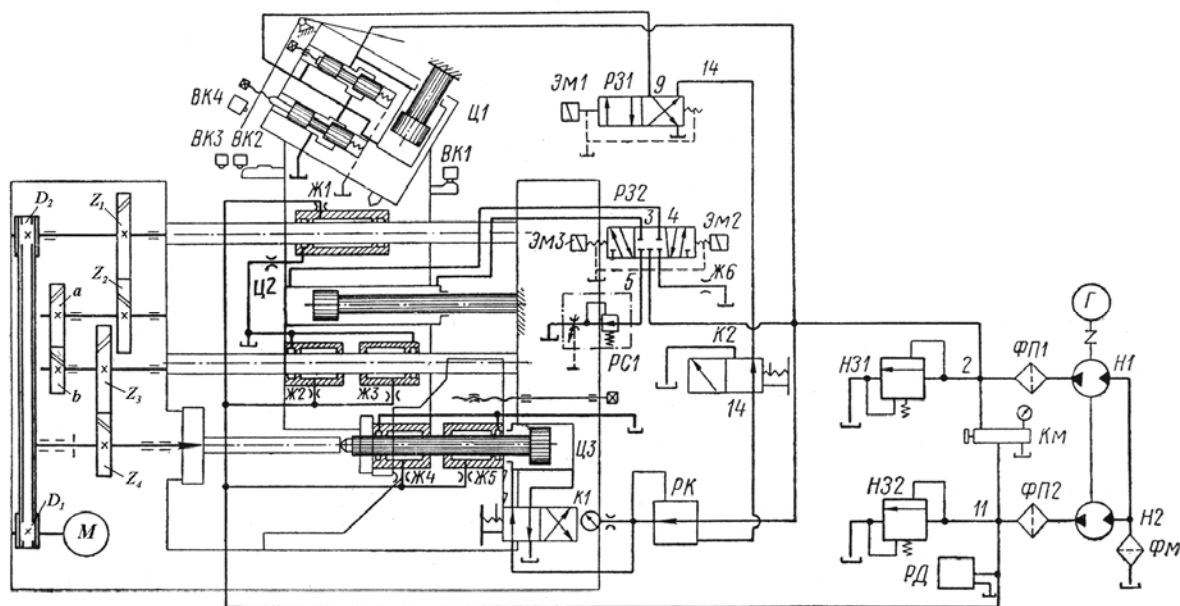 ЭМ1
РЗ1
9
14
ВК4
Ц1
ВК3
ВК2
ВК1
D₂
Z₁
Ж1
РЗ2
3
4
ЭМ3
ЭМ2
Ц2
Ж6
5
a
Z₂
Г
К2
НЗ1
2
ФП1
Н1
РС1
b
Z₃
Ж2
Ж3
14
Км
Ц3
Z₄
Ж4
Ж5
К1
РК
НЗ2
11
ФП2
Н2
D₁
М
РД
Фм